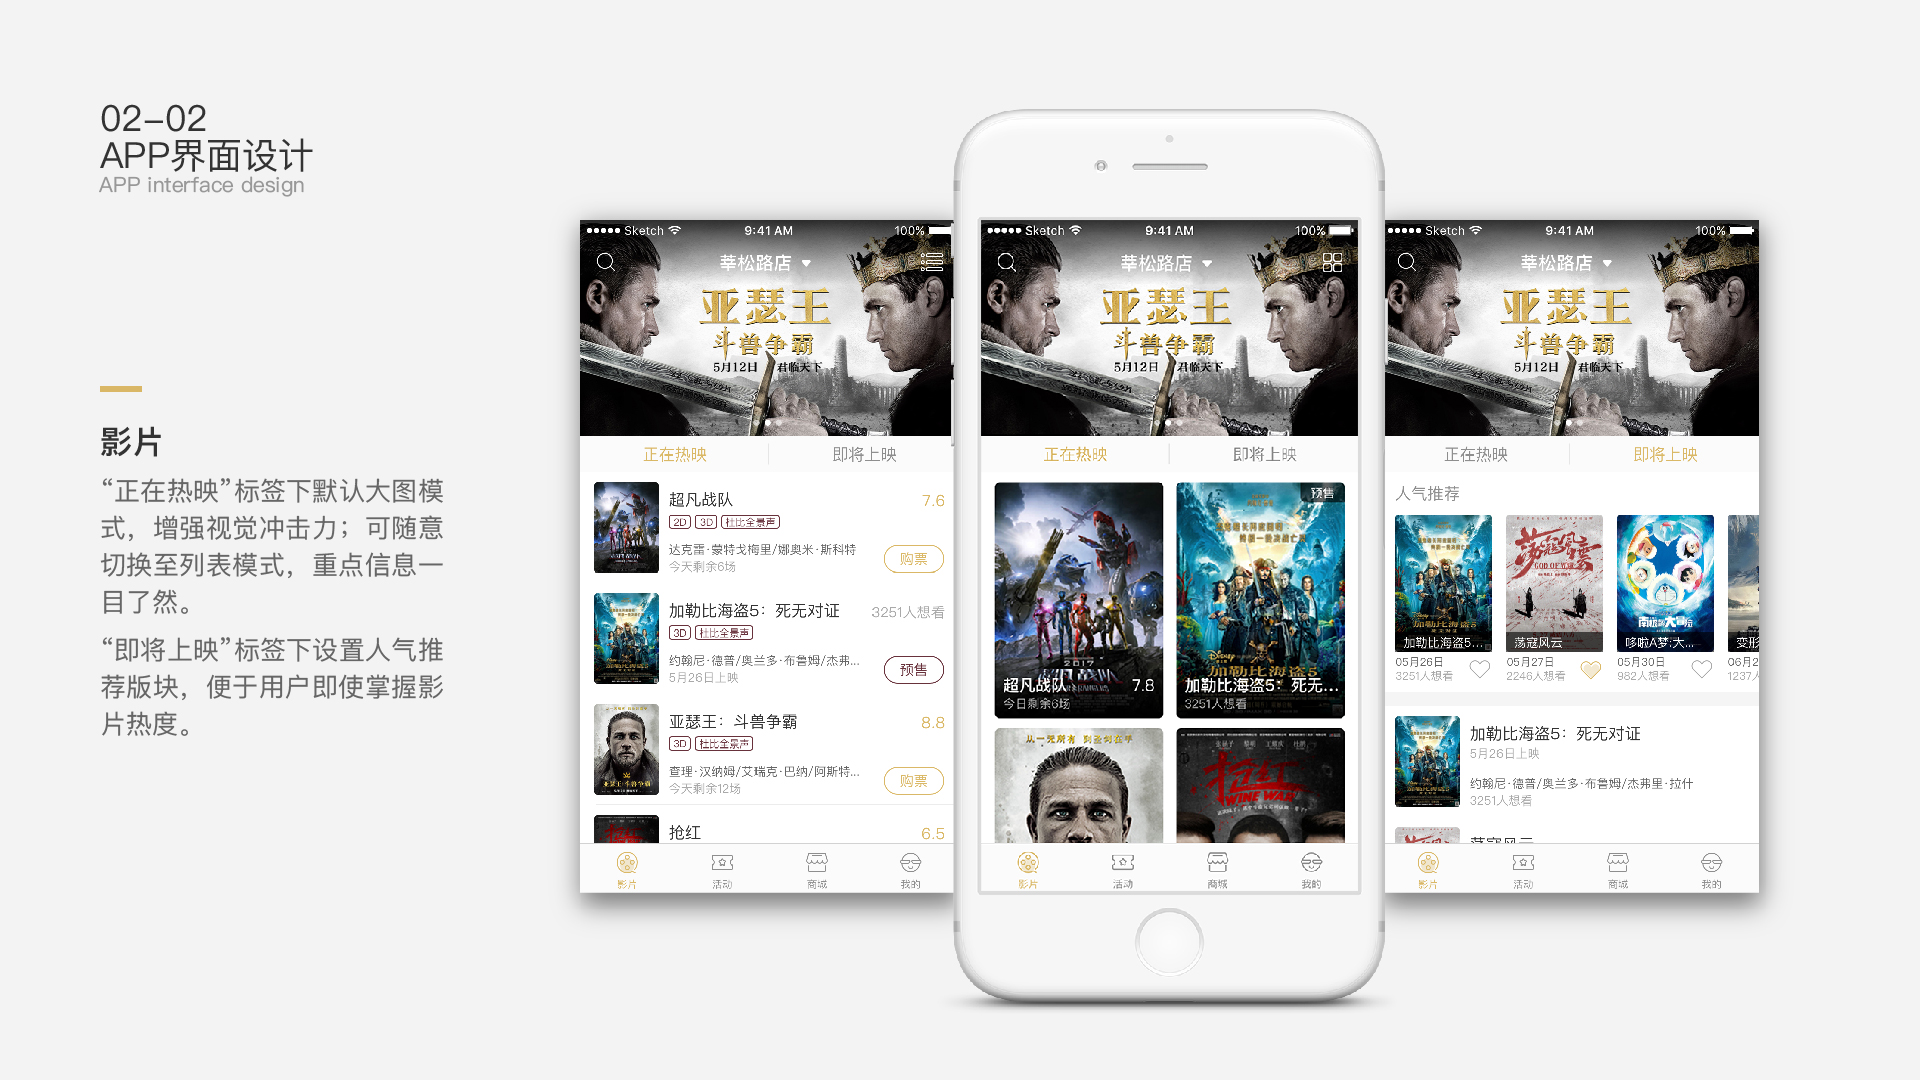 02-02
APP界面设计
APP interface design
影片
“正在热映”标签下默认大图模
式，增强视觉冲击力；可随意
切换至列表模式，重点信息一
目了然。
“即将上映”标签下设置人气推
荐版块，便于用户即使掌握影
片热度。
Sketch 9:41 AM 100%
莘松路店
亚瑟王
斗兽争霸
5月12日 君临天下
正在热映 即将上映
超凡战队 7.6
2D 3D 杜比全景声
达克雷·蒙特戈梅里/娜奥米·斯科特
今天剩余6场 购票
加勒比海盗5：死无对证 3251人想看
3D 杜比全景声
约翰尼·德普/奥兰多·布鲁姆/杰弗...
5月26日上映 预售
亚瑟王：斗兽争霸 8.8
3D 杜比全景声
查理·汉纳姆/艾瑞克·巴纳/阿斯特...
今天剩余12场 购票
抢红 6.5
影片 活动 商城 我的
Sketch 9:41 AM 100%
莘松路店
亚瑟王
斗兽争霸
5月12日 君临天下
正在热映 即将上映
预售
2017
超凡战队 7.8
今日剩余6场
Disney
加勒比海盗5
加勒比海盗5：死无...
3251人想看
抢红
WINE WAR
影片 活动 商城 我的
Sketch 9:41 AM 100%
莘松路店
亚瑟王
斗兽争霸
5月12日 君临天下
正在热映 即将上映
人气推荐
荡寇风云
GOD OF WAR
加勒比海盗5... 荡寇风云 哆啦A梦:大... 变形
05月26日 05月27日 05月30日 06月2
3251人想看 2246人想看 982人想看 1237人
加勒比海盗5：死无对证
5月26日上映
约翰尼·德普/奥兰多·布鲁姆/杰弗里·拉什
3251人想看
荡寇风云
影片 活动 商城 我的